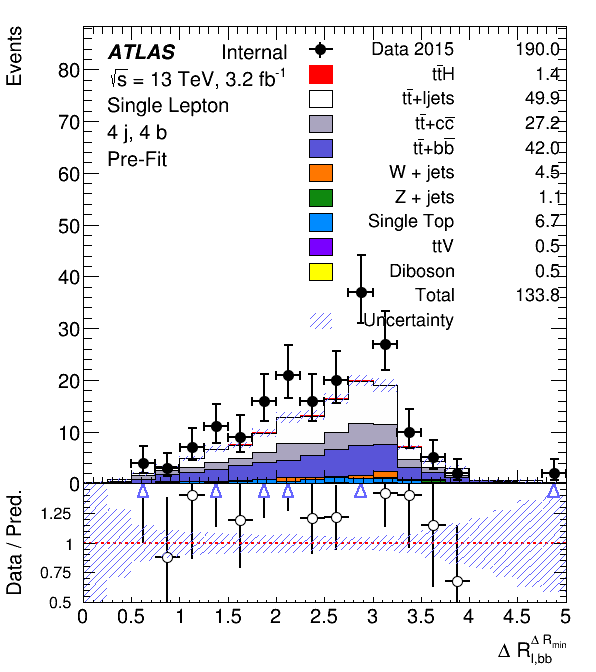 Events
ATLAS Internal
√s = 13 TeV, 3.2 fb⁻¹
Single Lepton
4 j, 4 b
Pre-Fit
Data 2015 190.0
tt̄H 1.4
tt̄+ljets 49.9
tt̄+cc̄ 27.2
tt̄+bb̄ 42.0
W + jets 4.5
Z + jets 1.1
Single Top 6.7
ttV 0.5
Diboson 0.5
Total 133.8
Uncertainty
80
70
60
50
40
30
20
10
0
Data / Pred.
1.25
1
0.75
0.5
0 0.5 1 1.5 2 2.5 3 3.5 4 4.5 5
Δ R_{l,bb}^{Δ R_{min}}